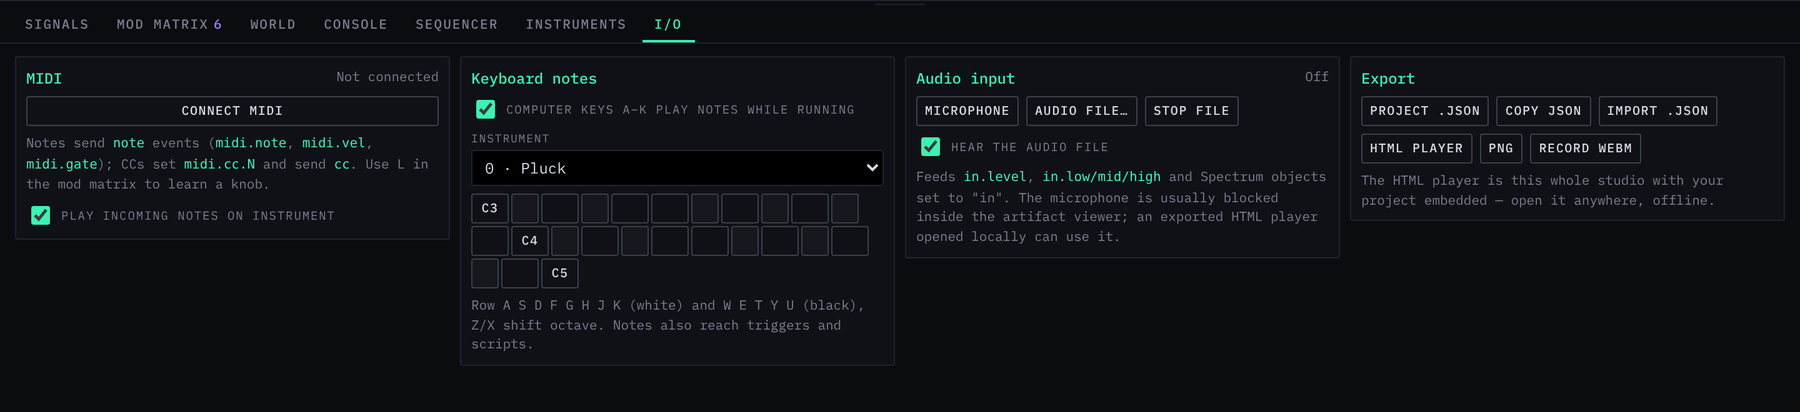 SIGNALS MOD MATRIX 6 WORLD CONSOLE SEQUENCER INSTRUMENTS I/O
MIDI Not connected
CONNECT MIDI
Notes send note events (midi.note, midi.vel,
midi.gate); CCs set midi.cc.N and send cc. Use L in
the mod matrix to learn a knob.
PLAY INCOMING NOTES ON INSTRUMENT
Keyboard notes
COMPUTER KEYS A–K PLAY NOTES WHILE RUNNING
INSTRUMENT
0 · Pluck
C3
C4
C5
Row A S D F G H J K (white) and W E T Y U (black),
Z/X shift octave. Notes also reach triggers and
scripts.
Audio input Off
MICROPHONE AUDIO FILE… STOP FILE
HEAR THE AUDIO FILE
Feeds in.level, in.low/mid/high and Spectrum objects
set to "in". The microphone is usually blocked
inside the artifact viewer; an exported HTML player
opened locally can use it.
Export
PROJECT .JSON COPY JSON IMPORT .JSON
HTML PLAYER PNG RECORD WEBM
The HTML player is this whole studio with your
project embedded — open it anywhere, offline.